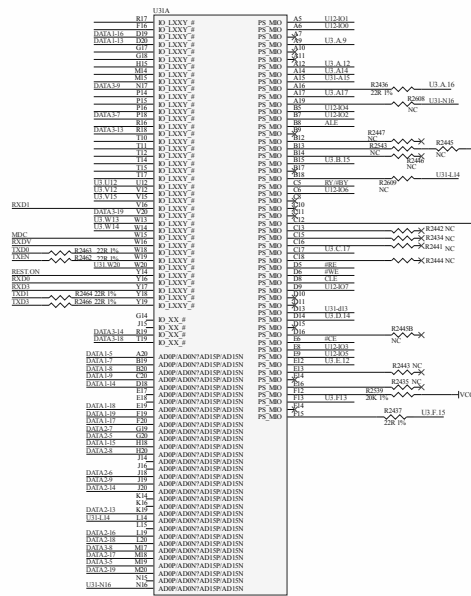 U31A
R17 IO_LXXY_# PS_MIO A5 U12-IO1
F16 IO_LXXY_# PS_MIO A6 U12-IO0
DATA1-16 D19 IO_LXXY_# PS_MIO A7
DATA1-13 D20 IO_LXXY_# PS_MIO A9 U3.A.9
G17 IO_LXXY_# PS_MIO A10
G18 IO_LXXY_# PS_MIO A11
H15 IO_LXXY_# PS_MIO A12 U3.A.12
M14 IO_LXXY_# PS_MIO A14 U3.A14
M15 IO_LXXY_# PS_MIO A15 U31-A15
DATA3-9 N17 IO_LXXY_# PS_MIO A16 R2436 22R 1% U3.A.16
P14 IO_LXXY_# PS_MIO A17 U3.A17
P15 IO_LXXY_# PS_MIO A19 R2608 NC U31-N16
P16 IO_LXXY_# PS_MIO B5 U12-IO4
DATA3-7 P18 IO_LXXY_# PS_MIO B7 U12-IO2
R16 IO_LXXY_# PS_MIO B8 ALE
DATA3-13 R18 IO_LXXY_# PS_MIO B9
T10 IO_LXXY_# PS_MIO B12 R2447 NC
T11 IO_LXXY_# PS_MIO B13 R2543 NC R2445 NC
T12 IO_LXXY_# PS_MIO B14 R2446 NC
T14 IO_LXXY_# PS_MIO B15 U3.B.15
T15 IO_LXXY_# PS_MIO B17
T17 IO_LXXY_# PS_MIO B18 R2609 NC U31-L14
U3.U12 U12 IO_LXXY_# PS_MIO C5 RY/#BY
U3.V12 V12 IO_LXXY_# PS_MIO C6 U12-IO6
U3.V15 V15 IO_LXXY_# PS_MIO C8
RXD1 V16 IO_LXXY_# PS_MIO C10
DATA3-19 V20 IO_LXXY_# PS_MIO C11
U3.W13 W13 IO_LXXY_# PS_MIO C12
U3.W14 W14 IO_LXXY_# PS_MIO C13 R2442 NC
MDC W15 IO_LXXY_# PS_MIO C15 R2434 NC
RXDV W16 IO_LXXY_# PS_MIO C16 R2441 NC
TXD0 R2463 22R 1% W18 IO_LXXY_# PS_MIO C17 U3.C.17
TXEN R2462 22R 1% W19 IO_LXXY_# PS_MIO C18 R2444 NC
U31.W20 W20 IO_LXXY_# PS_MIO D5 #RE
REST.ON Y14 IO_LXXY_# PS_MIO D6 #WE
RXD0 Y16 IO_LXXY_# PS_MIO D8 CLE
RXD3 Y17 IO_LXXY_# PS_MIO D9 U12-IO7
TXD1 R2464 22R 1% Y18 IO_LXXY_# PS_MIO D10
TXD3 R2466 22R 1% Y19 IO_LXXY_# PS_MIO D11
PS_MIO D13 U31-d13
G14 IO_XX_# PS_MIO D14 U3.D.14
J15 IO_XX_# PS_MIO D15
DATA3-14 R19 IO_XX_# PS_MIO D16 R2445B NC
DATA3-18 T19 IO_XX_# PS_MIO E6 #CE
PS_MIO E8 U12-IO3
DATA1-5 A20 AD0P/AD0N?AD15P/AD15N PS_MIO E9 U12-IO5
DATA1-7 B19 AD0P/AD0N?AD15P/AD15N PS_MIO E12 U3.E.12
DATA1-8 B20 AD0P/AD0N?AD15P/AD15N PS_MIO E13 R2443 NC
DATA1-9 C20 AD0P/AD0N?AD15P/AD15N PS_MIO E14
DATA1-14 D18 AD0P/AD0N?AD15P/AD15N PS_MIO E16 R2435 NC
E17 AD0P/AD0N?AD15P/AD15N PS_MIO F12 R2539 20K 1%
E18 AD0P/AD0N?AD15P/AD15N PS_MIO F13 U3.F13
DATA1-18 E19 AD0P/AD0N?AD15P/AD15N PS_MIO F14
DATA1-19 F19 AD0P/AD0N?AD15P/AD15N PS_MIO F15 R2437 22R 1% U3.F.15
DATA1-17 F20 AD0P/AD0N?AD15P/AD15N
DATA2-7 G19 AD0P/AD0N?AD15P/AD15N
DATA2-5 G20 AD0P/AD0N?AD15P/AD15N
DATA1-15 H18 AD0P/AD0N?AD15P/AD15N
DATA2-8 H20 AD0P/AD0N?AD15P/AD15N
J14 AD0P/AD0N?AD15P/AD15N
J16 AD0P/AD0N?AD15P/AD15N
DATA2-6 J18 AD0P/AD0N?AD15P/AD15N
DATA2-9 J19 AD0P/AD0N?AD15P/AD15N
DATA2-14 J20 AD0P/AD0N?AD15P/AD15N
K14 AD0P/AD0N?AD15P/AD15N
K16 AD0P/AD0N?AD15P/AD15N
DATA2-13 K19 AD0P/AD0N?AD15P/AD15N
U31-L14 L14 AD0P/AD0N?AD15P/AD15N
L15 AD0P/AD0N?AD15P/AD15N
DATA2-16 L19 AD0P/AD0N?AD15P/AD15N
DATA2-18 L20 AD0P/AD0N?AD15P/AD15N
DATA3-8 M17 AD0P/AD0N?AD15P/AD15N
DATA2-17 M18 AD0P/AD0N?AD15P/AD15N
DATA3-5 M19 AD0P/AD0N?AD15P/AD15N
DATA2-19 M20 AD0P/AD0N?AD15P/AD15N
N15 AD0P/AD0N?AD15P/AD15N
U31-N16 N16 AD0P/AD0N?AD15P/AD15N